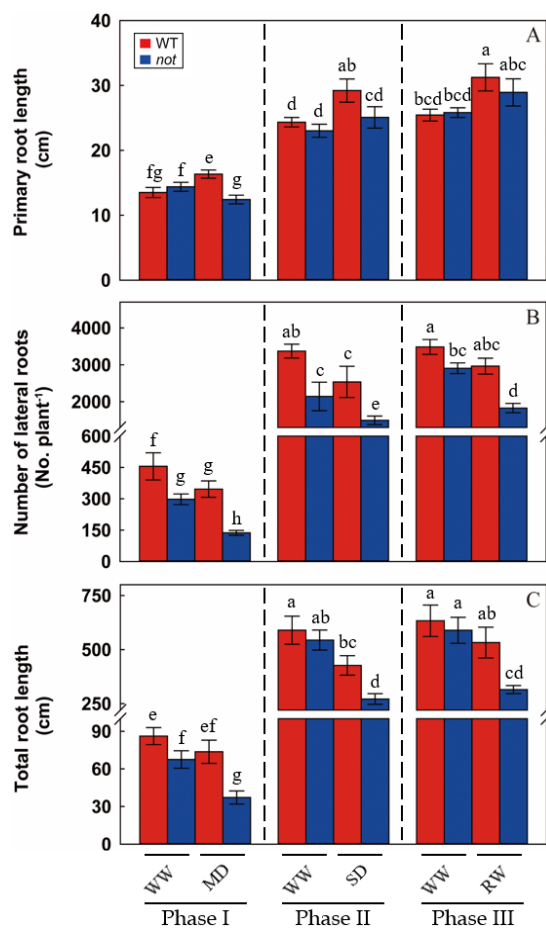 A
WT
not
Primary root length
(cm)
40
30
20
10
0
fg f e g
d d ab cd
bcd bcd a abc
B
Number of lateral roots
(No. plant⁻¹)
4000
3000
2000
600
450
300
150
0
f g g h
ab c c e
a bc abc d
C
Total root length
(cm)
750
500
250
90
60
30
0
e f ef g
a ab bc d
a a ab cd
WW MD WW SD WW RW
Phase I Phase II Phase III